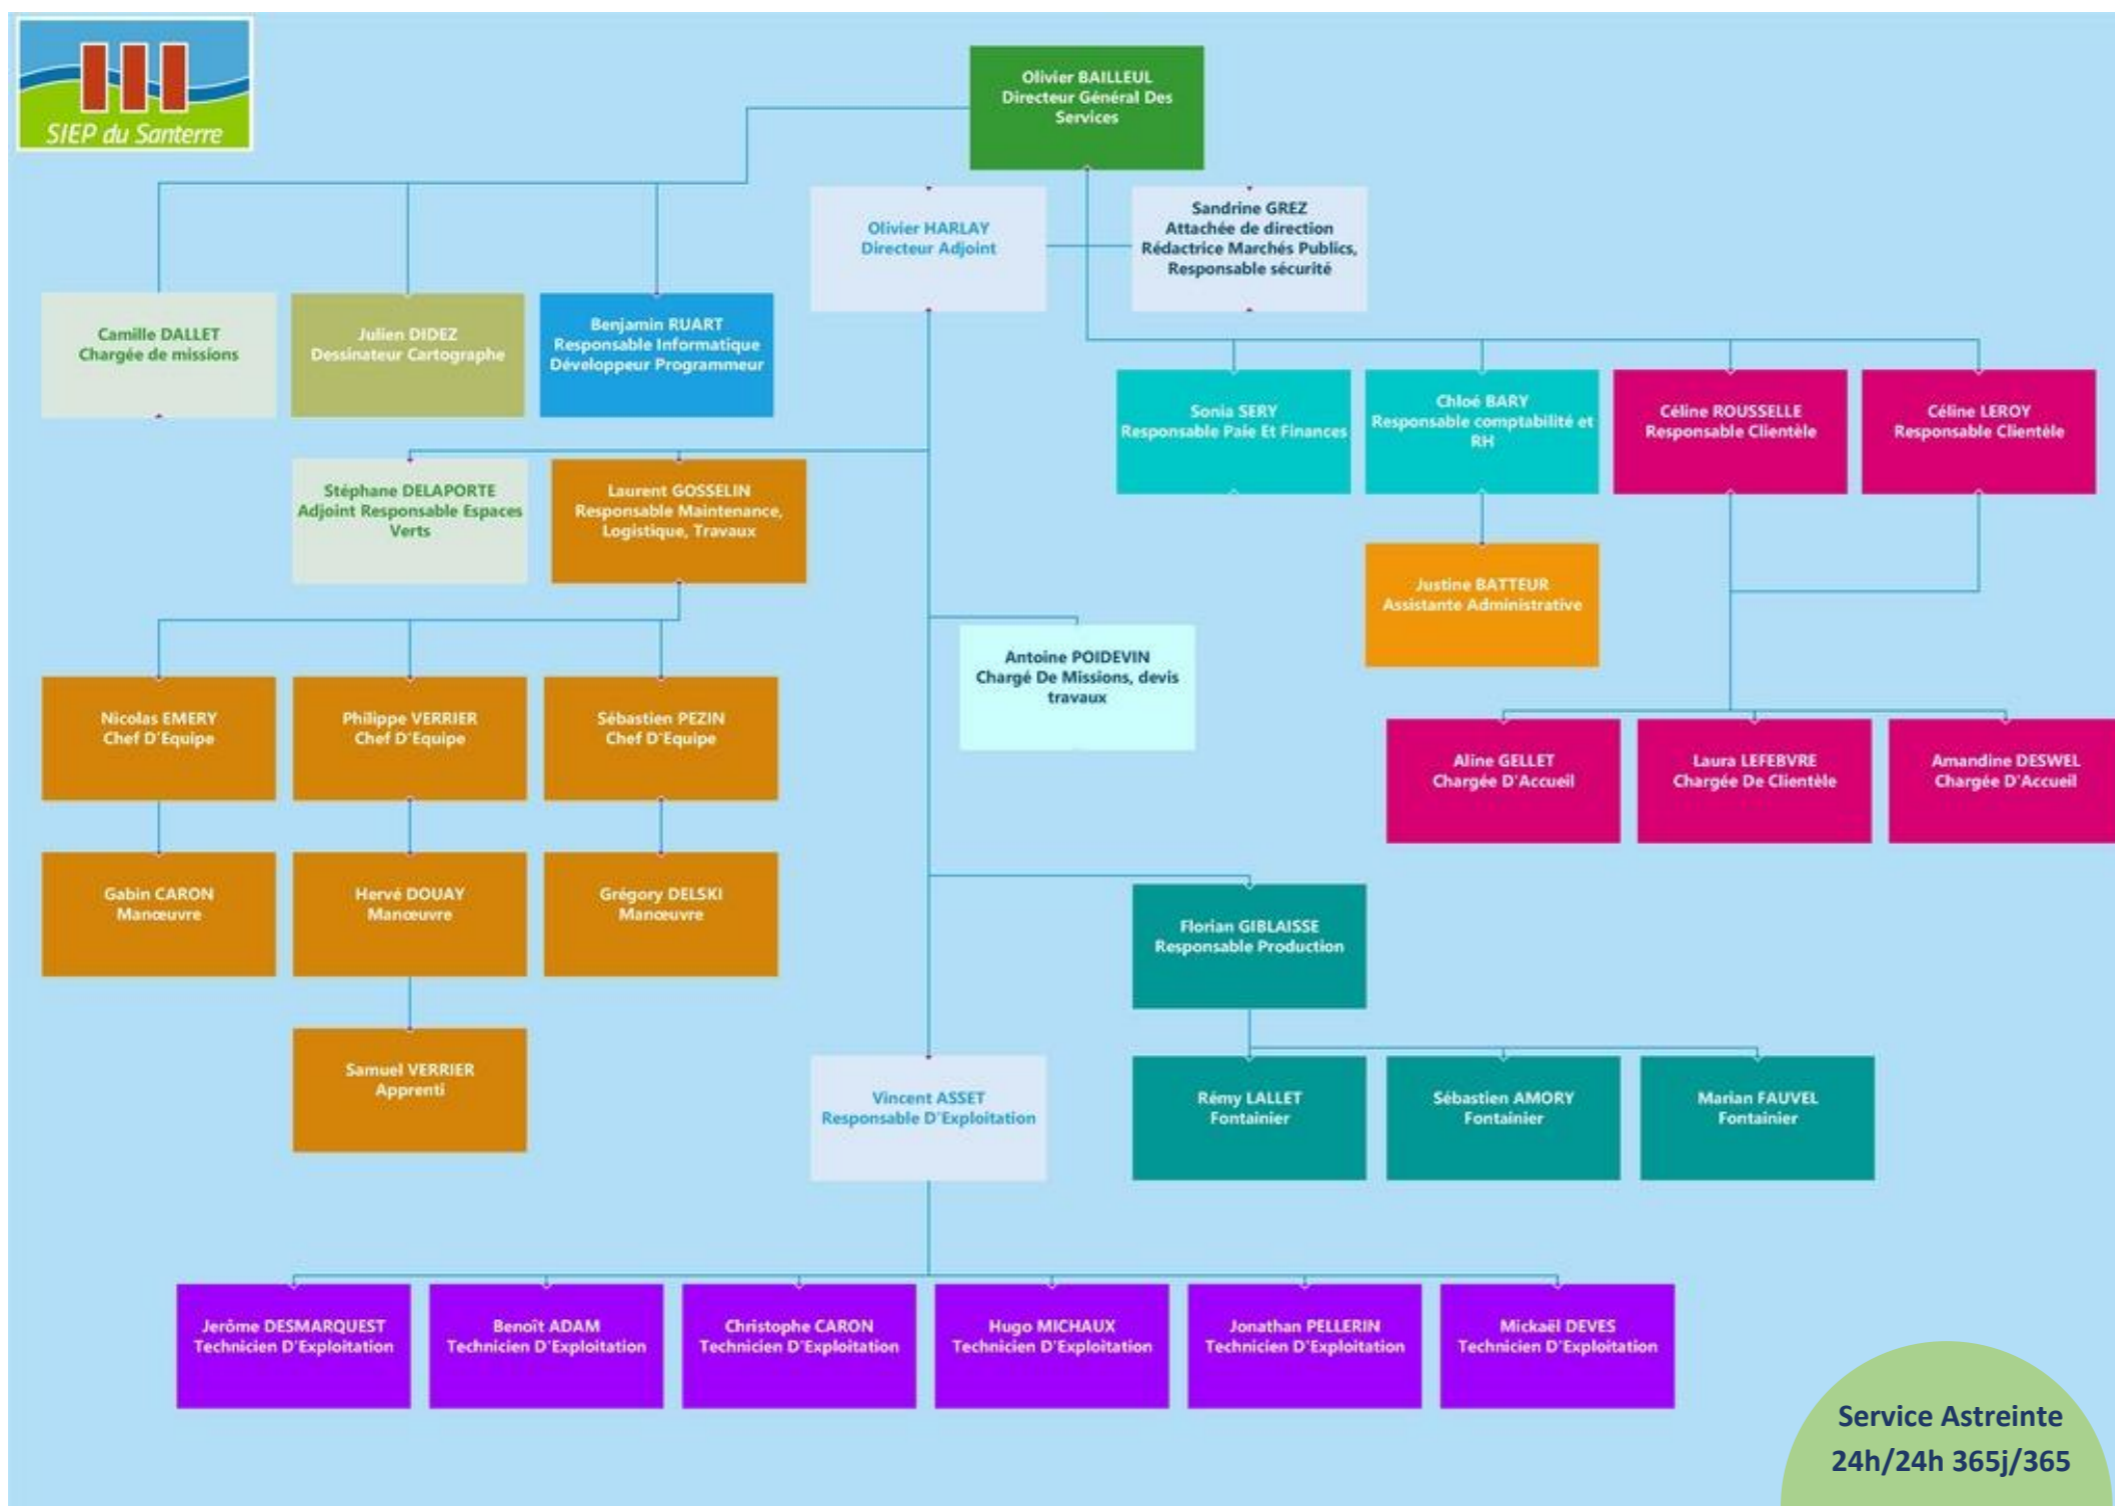 SIEP du Santerre
Olivier BAILLEUL
Directeur Général Des
Services
Olivier HARLAY
Directeur Adjoint
Sandrine GREZ
Attachée de direction
Rédactrice Marchés Publics,
Responsable sécurité
Camille DALLET
Chargée de missions
Julien DIDEZ
Dessinateur Cartographe
Benjamin RUART
Responsable Informatique
Développeur Programmeur
Sonia SERY
Responsable Paie Et Finances
Chloé BARY
Responsable comptabilité et
RH
Céline ROUSSELLE
Responsable Clientèle
Céline LEROY
Responsable Clientèle
Stéphane DELAPORTE
Adjoint Responsable Espaces
Verts
Laurent GOSSELIN
Responsable Maintenance,
Logistique, Travaux
Justine BATTEUR
Assistante Administrative
Antoine POIDEVIN
Chargé De Missions, devis
travaux
Nicolas EMERY
Chef D'Equipe
Philippe VERRIER
Chef D'Equipe
Sébastien PEZIN
Chef D'Equipe
Aline GELLET
Chargée D'Accueil
Laura LEFEBVRE
Chargée De Clientèle
Amandine DESWEL
Chargée D'Accueil
Gabin CARON
Manœuvre
Hervé DOUAY
Manœuvre
Grégory DELSKI
Manœuvre
Florian GIBLAISSE
Responsable Production
Samuel VERRIER
Apprenti
Vincent ASSET
Responsable D'Exploitation
Rémy LALLET
Fontainier
Sébastien AMORY
Fontainier
Marian FAUVEL
Fontainier
Jerôme DESMARQUEST
Technicien D'Exploitation
Benoît ADAM
Technicien D'Exploitation
Christophe CARON
Technicien D'Exploitation
Hugo MICHAUX
Technicien D'Exploitation
Jonathan PELLERIN
Technicien D'Exploitation
Mickaël DEVES
Technicien D'Exploitation
Service Astreinte
24h/24h 365j/365